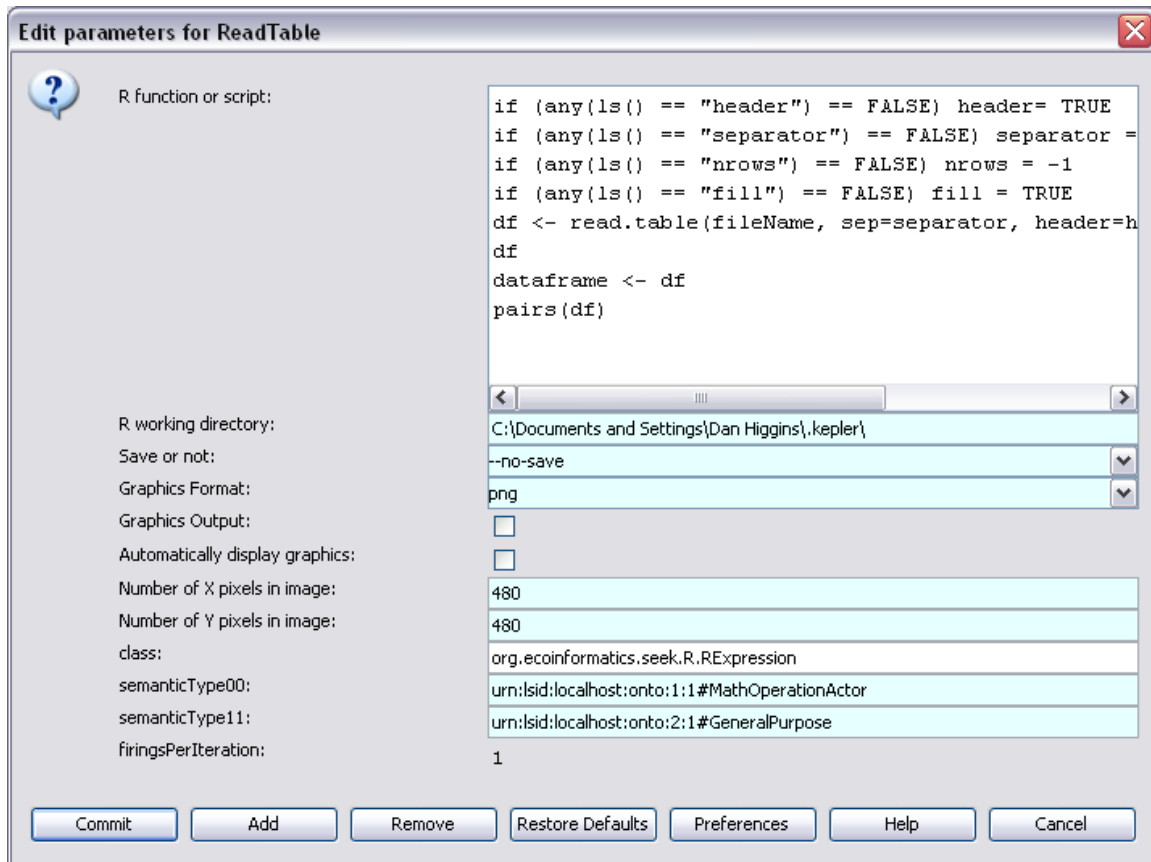 Edit parameters for ReadTable
R function or script:
if (any(ls() == "header") == FALSE) header= TRUE
if (any(ls() == "separator") == FALSE) separator =
if (any(ls() == "nrows") == FALSE) nrows = -1
if (any(ls() == "fill") == FALSE) fill = TRUE
df <- read.table(fileName, sep=separator, header=h
df
dataframe <- df
pairs(df)
R working directory: C:\Documents and Settings\Dan Higgins\.kepler\
Save or not: --no-save
Graphics Format: png
Graphics Output:
Automatically display graphics:
Number of X pixels in image: 480
Number of Y pixels in image: 480
class: org.ecoinformatics.seek.R.RExpression
semanticType00: urn:lsid:localhost:onto:1:1#MathOperationActor
semanticType11: urn:lsid:localhost:onto:2:1#GeneralPurpose
firingsPerIteration: 1
Commit Add Remove Restore Defaults Preferences Help Cancel